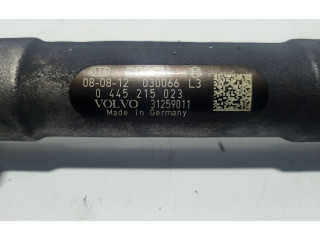 08-08-12 030066 L3
0 445 215 023
VOLVO 31259011
Made in Germany